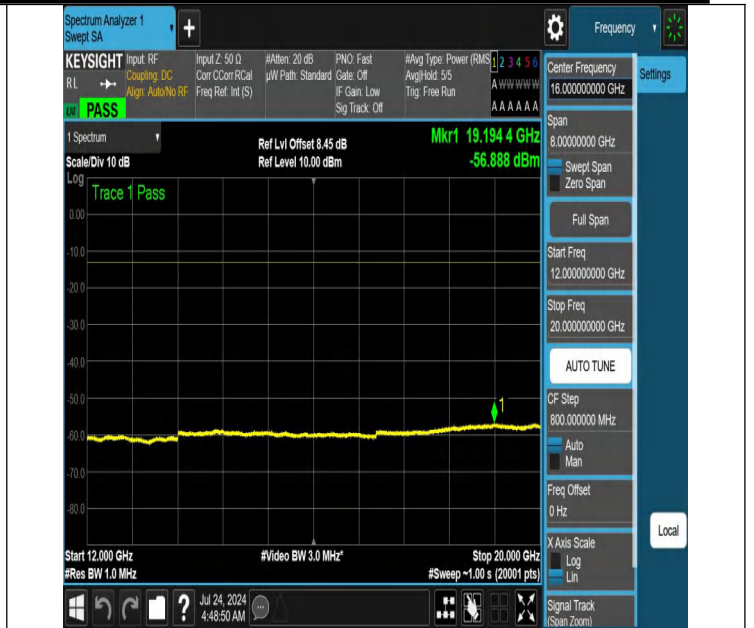 Spectrum Analyzer 1
Swept SA
Frequency
KEYSIGHT
RL
PASS
Input: RF
Coupling: DC
Align: Auto/No RF
Input Z: 50 Ω
Corr CCorr RCal
Freq Ref: Int (S)
#Atten: 20 dB
µW Path: Standard
PNO: Fast
Gate: Off
IF Gain: Low
Sig Track: Off
#Avg Type: Power (RMS
Avg|Hold: 5/5
Trig: Free Run
1 2 3 4 5 6
A W W W W W
A A A A A A
Center Frequency
16.000000000 GHz
Settings
1 Spectrum
Scale/Div 10 dB
Ref Lvl Offset 8.45 dB
Ref Level 10.00 dBm
Mkr1 19.194 4 GHz
-56.888 dBm
Span
8.00000000 GHz
Swept Span
Zero Span
Full Span
Start Freq
12.000000000 GHz
Stop Freq
20.000000000 GHz
AUTO TUNE
CF Step
800.000000 MHz
Auto
Man
Freq Offset
0 Hz
X Axis Scale
Log
Lin
Signal Track
(Span Zoom)
Local
Log
Trace 1 Pass
0.00
-10.0
-20.0
-30.0
-40.0
-50.0
-60.0
-70.0
-80.0
1
Start 12.000 GHz
#Res BW 1.0 MHz
#Video BW 3.0 MHz*
Stop 20.000 GHz
#Sweep ~1.00 s (20001 pts)
?
Jul 24, 2024
4:48:50 AM